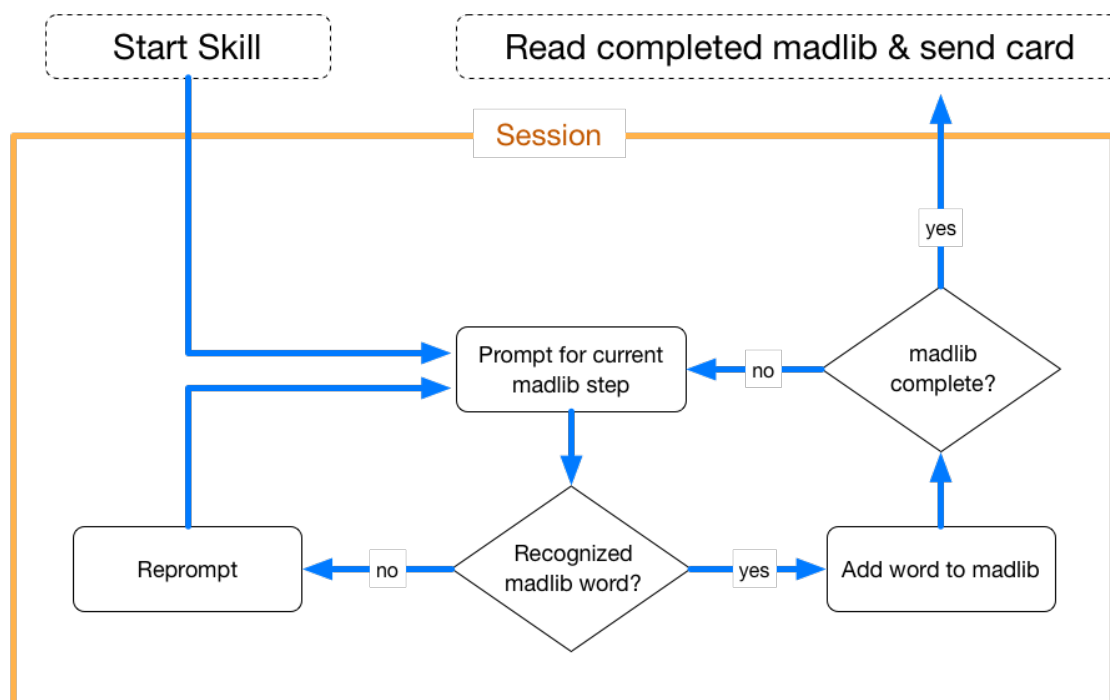 Start Skill
Read completed madlib & send card
Session
yes
Prompt for current
madlib step
no
madlib
complete?
Reprompt
no
Recognized
madlib word?
yes
Add word to madlib